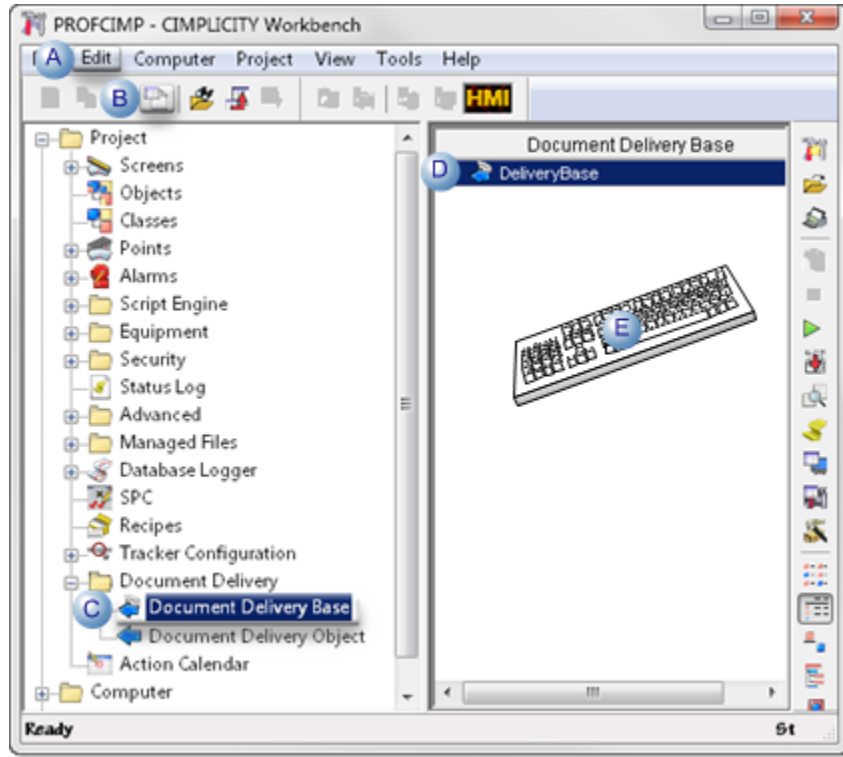 PROFCIMP - CIMPLICITY Workbench
A Edit Computer Project View Tools Help
B HMI
Project
Screens
Objects
Classes
Points
Alarms
Script Engine
Equipment
Security
Status Log
Advanced
Managed Files
Database Logger
SPC
Recipes
Tracker Configuration
Document Delivery
C Document Delivery Base
Document Delivery Object
Action Calendar
Computer
Document Delivery Base
D DeliveryBase
E
Ready St